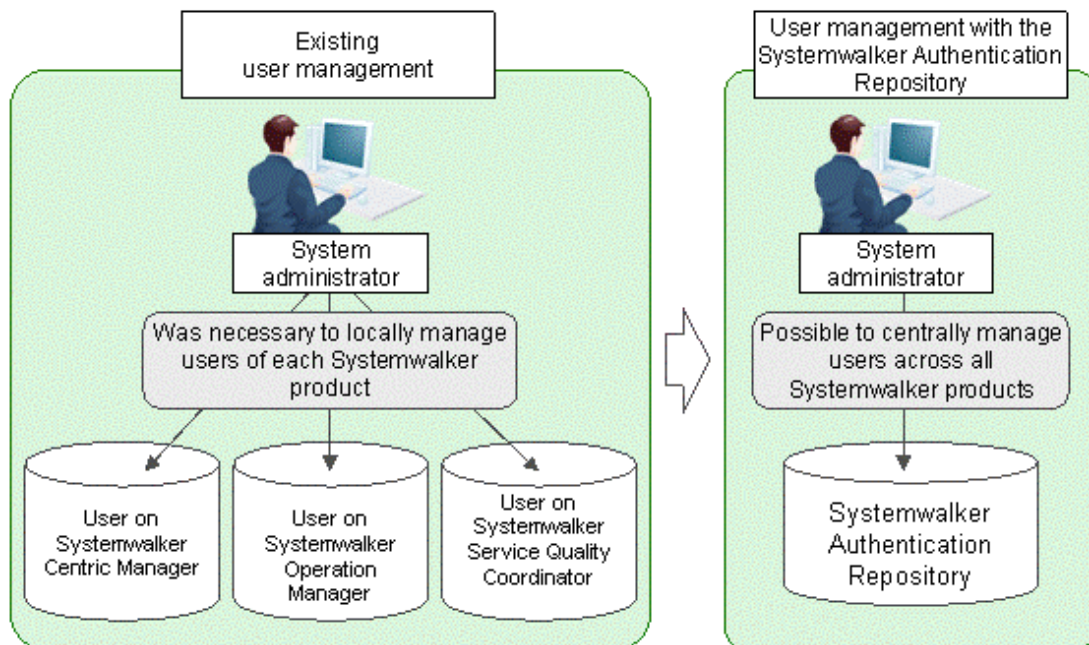 Existing
user management
System
administrator
Was necessary to locally manage
users of each Systemwalker
product
User on
Systemwalker
Centric Manager
User on
Systemwalker
Operation
Manager
User on
Systemwalker
Service Quality
Coordinator
User management with the
Systemwalker Authentication
Repository
System
administrator
Possible to centrally manage
users across all
Systemwalker products
Systemwalker
Authentication
Repository